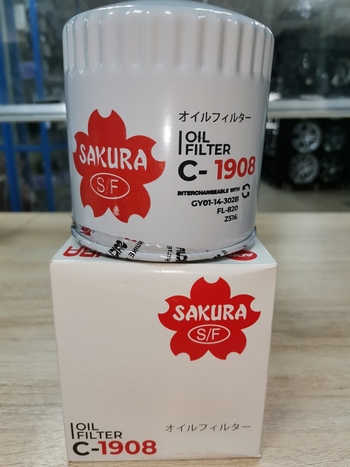 SAKURA
S/F
オイルフィルター
OIL
FILTER
C-1908
INTERCHANGEABLE WITH
GY01-14-302B
FL-820
Z516
SAKURA
S/F
OIL
FILTER
C-1908
オイルフィルター